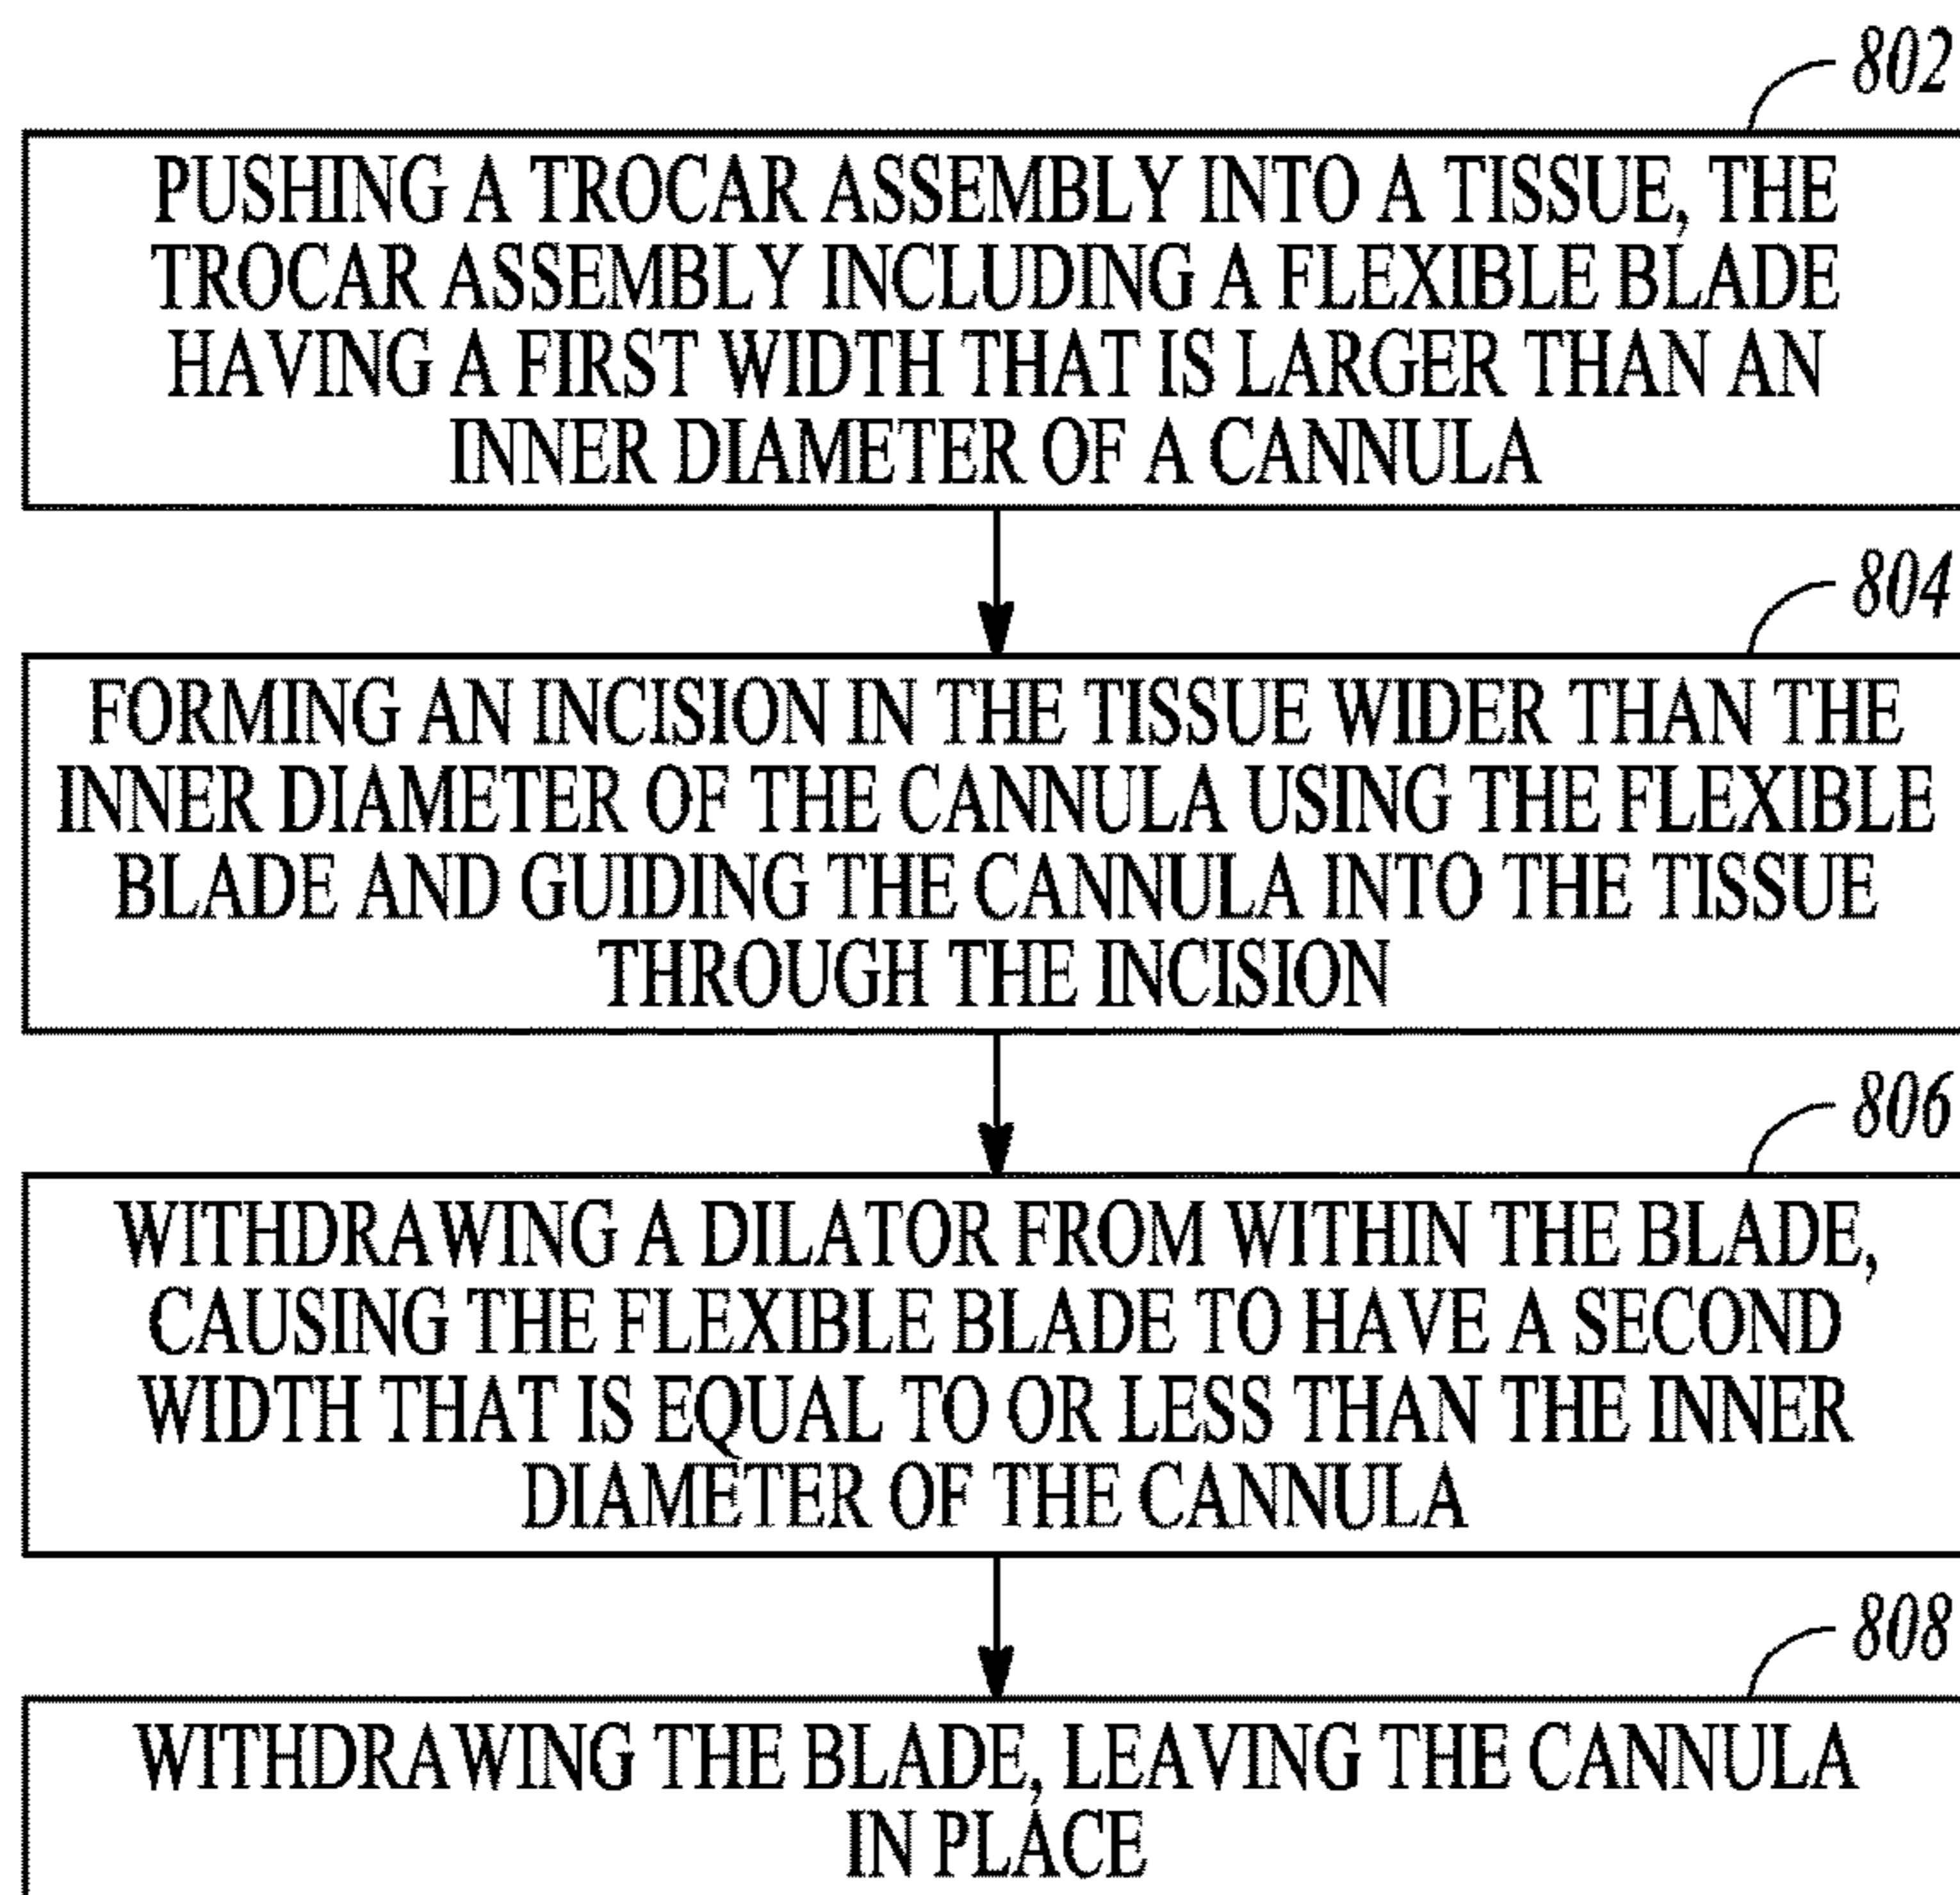 802
PUSHING A TROCAR ASSEMBLY INTO A TISSUE, THE
TROCAR ASSEMBLY INCLUDING A FLEXIBLE BLADE
HAVING A FIRST WIDTH THAT IS LARGER THAN AN
INNER DIAMETER OF A CANNULA
804
FORMING AN INCISION IN THE TISSUE WIDER THAN THE
INNER DIAMETER OF THE CANNULA USING THE FLEXIBLE
BLADE AND GUIDING THE CANNULA INTO THE TISSUE
THROUGH THE INCISION
806
WITHDRAWING A DILATOR FROM WITHIN THE BLADE,
CAUSING THE FLEXIBLE BLADE TO HAVE A SECOND
WIDTH THAT IS EQUAL TO OR LESS THAN THE INNER
DIAMETER OF THE CANNULA
808
WITHDRAWING THE BLADE, LEAVING THE CANNULA
IN PLACE